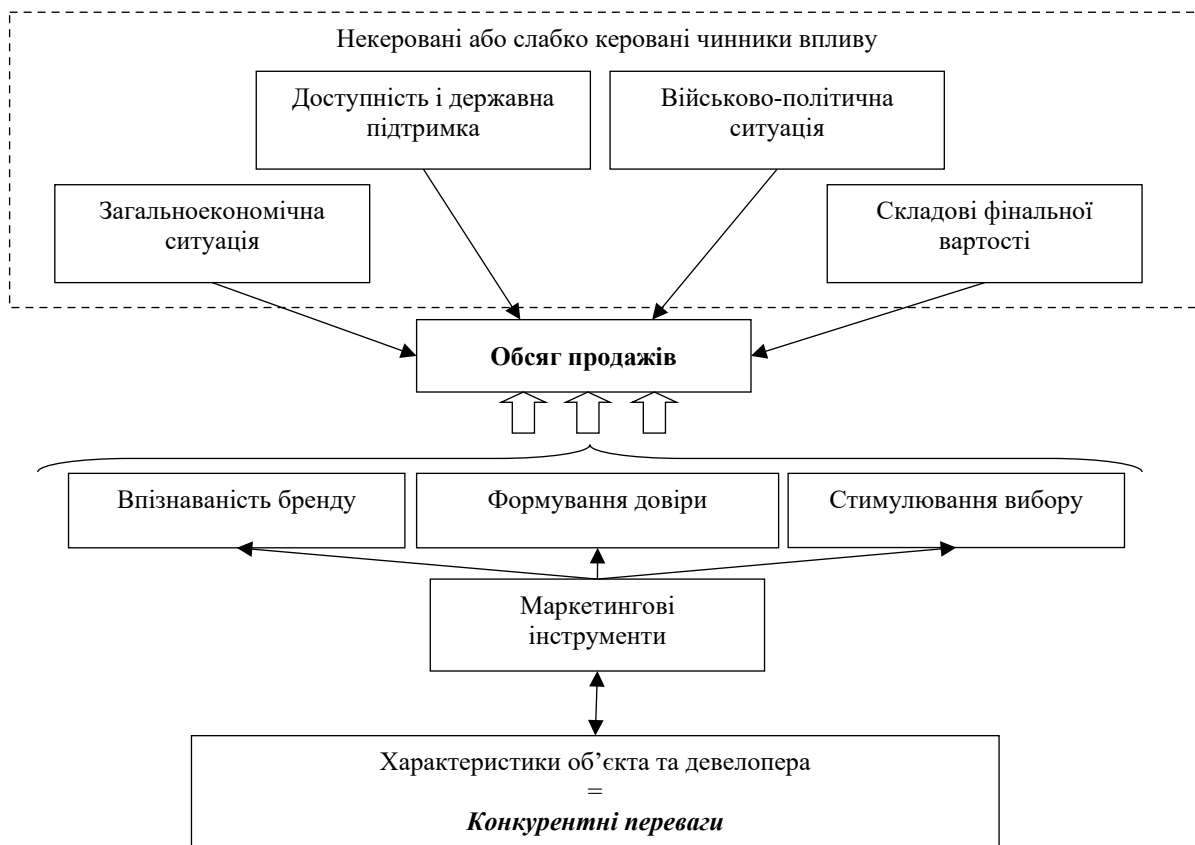 Некеровані або слабко керовані чинники впливу
Доступність і державна
підтримка
Військово-політична
ситуація
Загальноекономічна
ситуація
Складові фінальної
вартості
Обсяг продажів
Впізнаваність бренду
Формування довіри
Стимулювання вибору
Маркетингові
інструменти
Характеристики об’єкта та девелопера
=
Конкурентні переваги